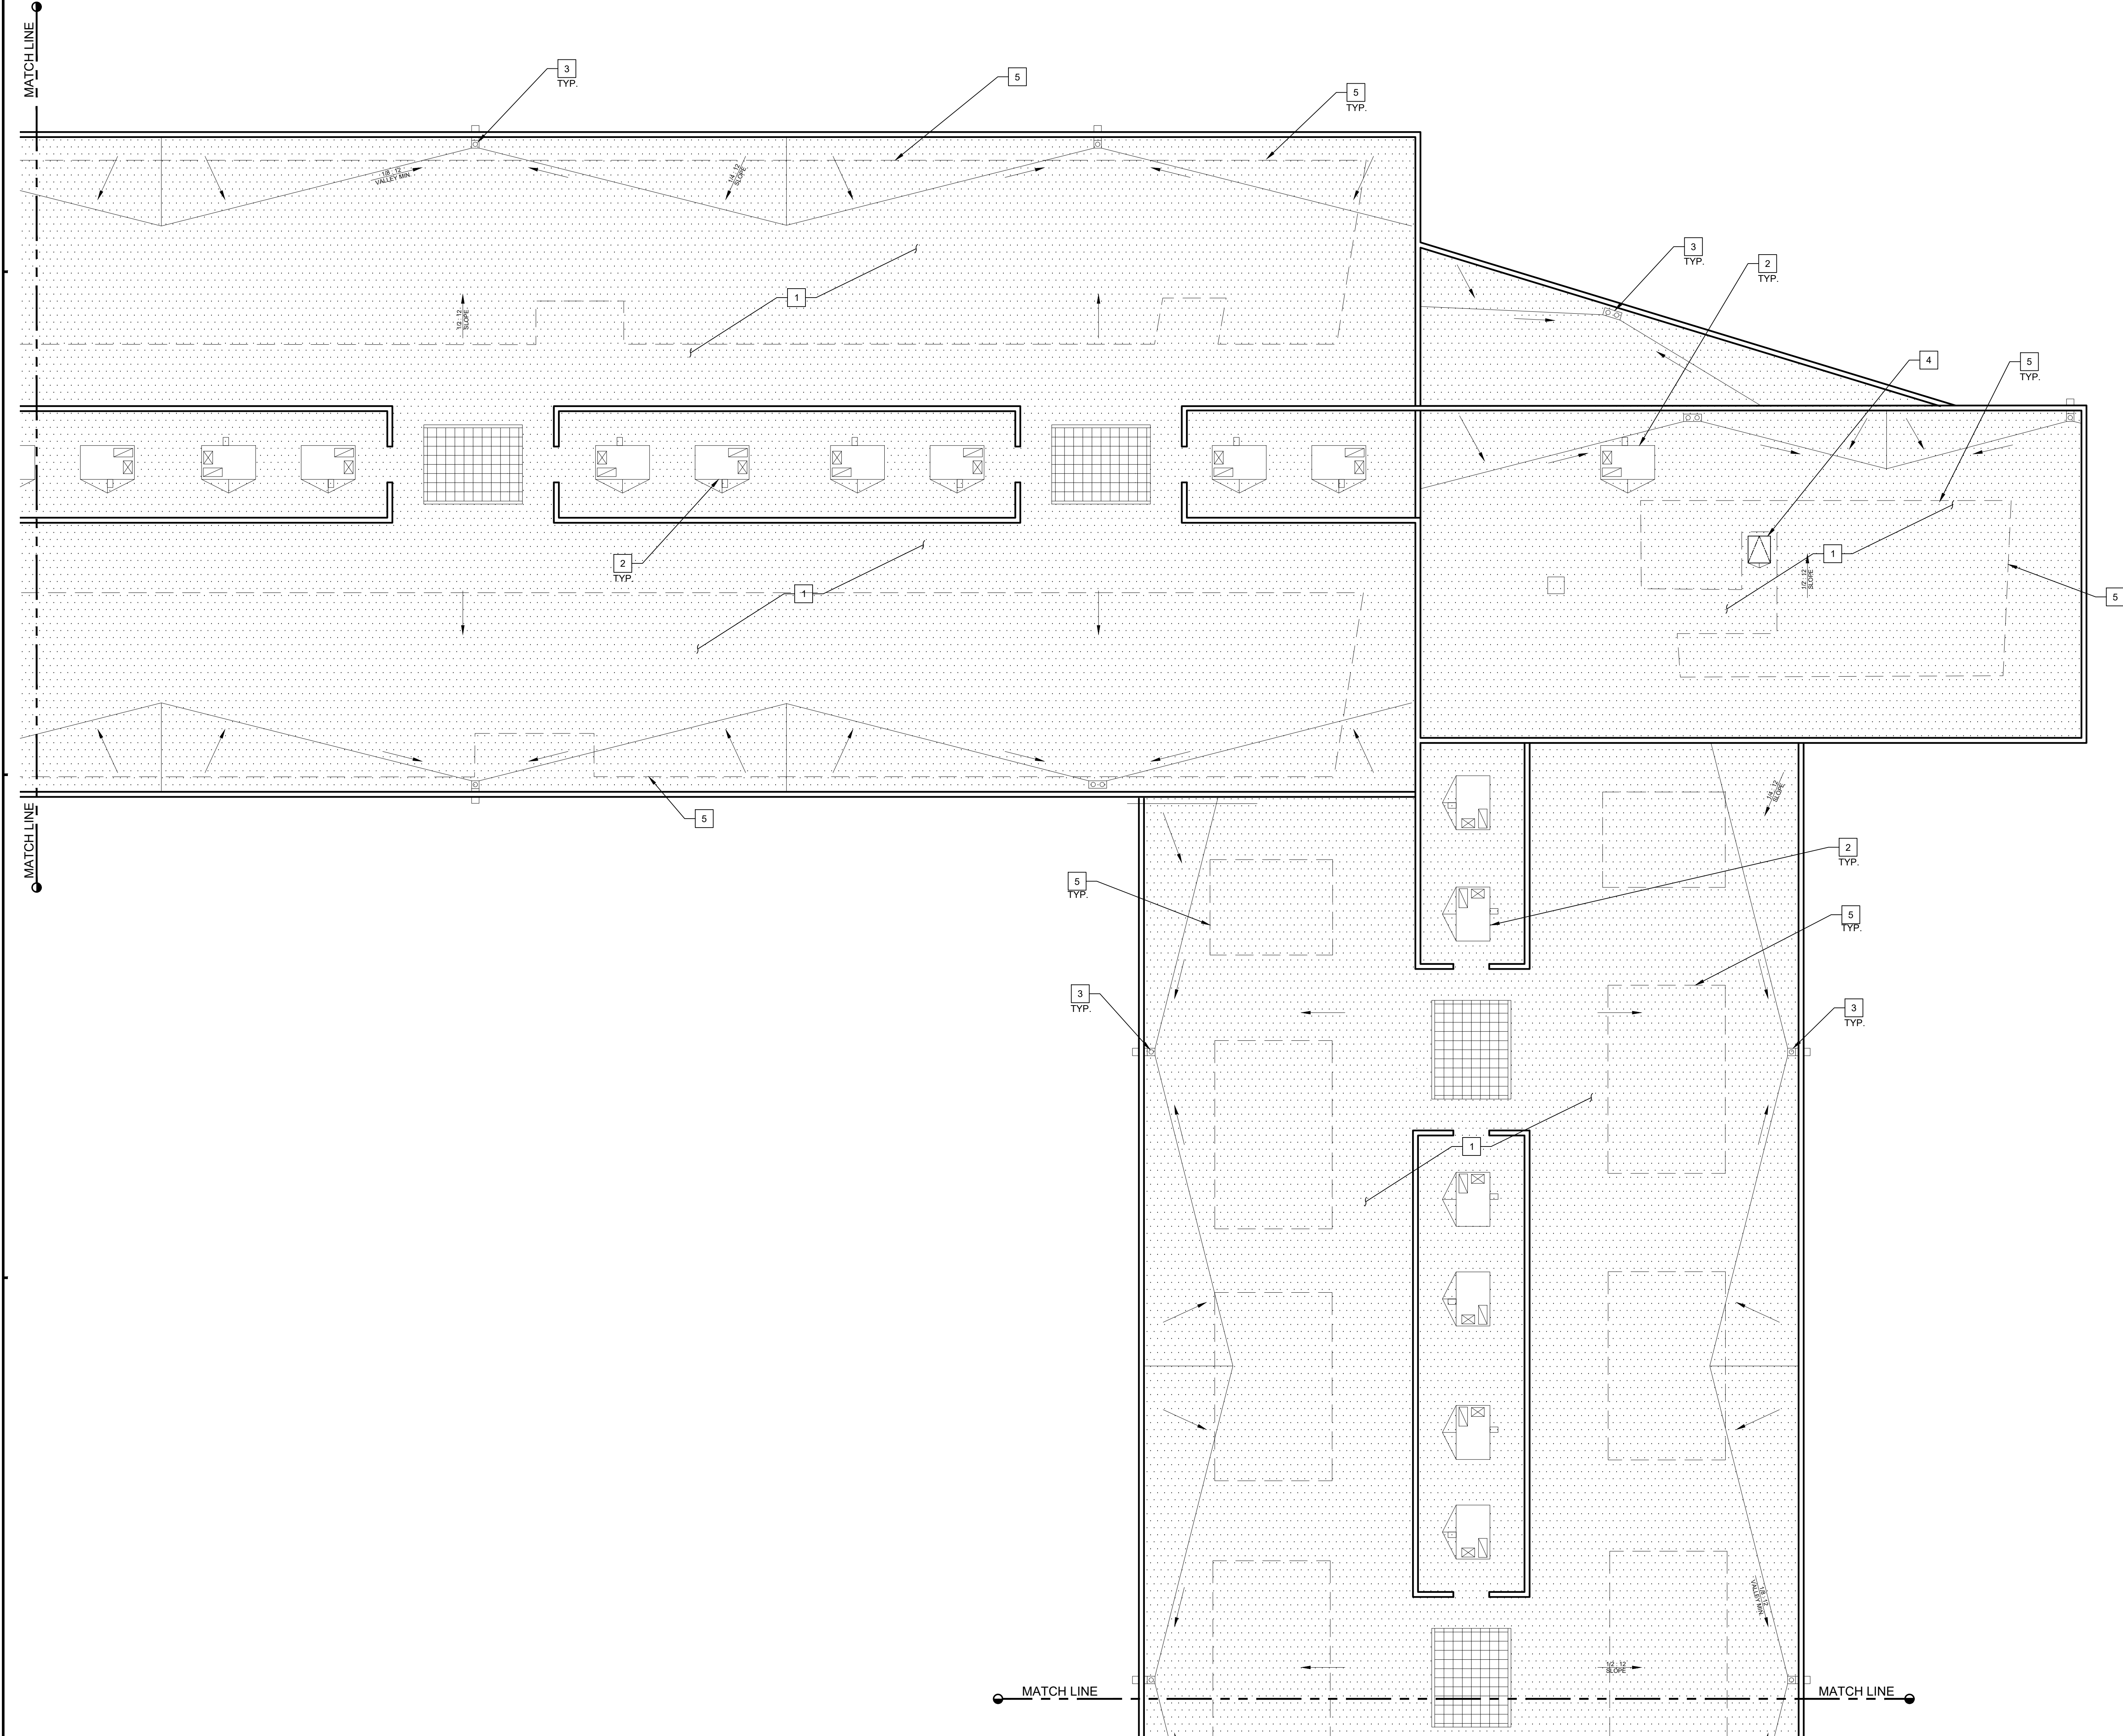 MATCH LINE
3
TYP.
5
5
TYP.
1/8 : 12
VALLEY MIN.
1/4 : 12
SLOPE
3
TYP.
2
TYP.
1
1/2 : 12
SLOPE
4
5
TYP.
2
TYP.
1
1
1/2 : 12
SLOPE
5
MATCH LINE
5
1/4 : 12
SLOPE
2
TYP.
5
TYP.
5
TYP.
3
TYP.
3
TYP.
1
1/8 : 12
VALLEY MIN.
1/2 : 12
SLOPE
MATCH LINE
MATCH LINE